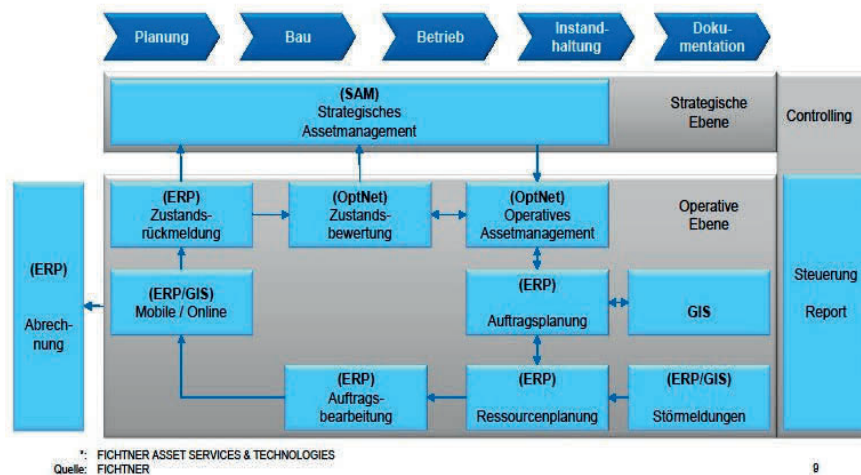 Planung
Bau
Betrieb
Instand-
haltung
Doku-
mentation
(SAM)
Strategisches
Assetmanagement
Strategische
Ebene
Controlling
(ERP)
Zustands-
rückmeldung
(OptNet)
Zustands-
bewertung
(OptNet)
Operatives
Assetmanagement
Operative
Ebene
(ERP)
Abrech-
nung
(ERP/GIS)
Mobile / Online
(ERP)
Auftragsplanung
GIS
Steuerung
Report
(ERP)
Auftrags-
bearbeitung
(ERP)
Ressourcenplanung
(ERP/GIS)
Störmeldungen
*: FICHTNER ASSET SERVICES & TECHNOLOGIES
Quelle: FICHTNER
9